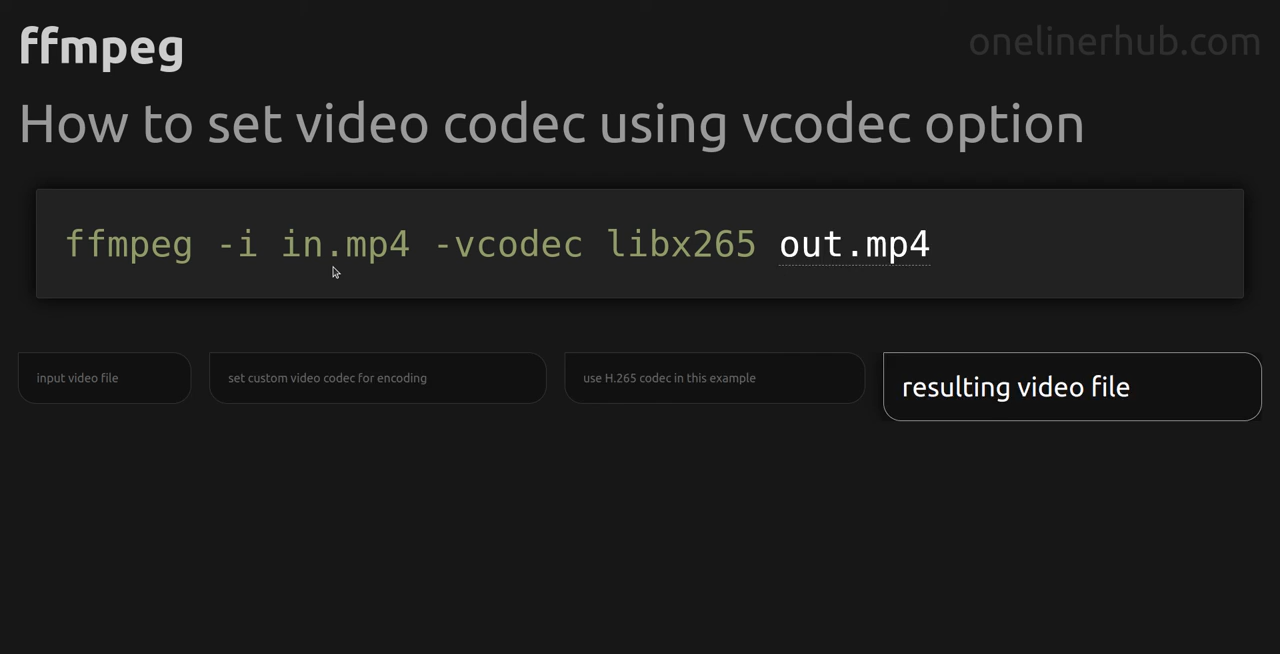 ffmpeg
onelinerhub.com
How to set video codec using vcodec option
ffmpeg -i in.mp4 -vcodec libx265 out.mp4
input video file
set custom video codec for encoding
use H.265 codec in this example
resulting video file